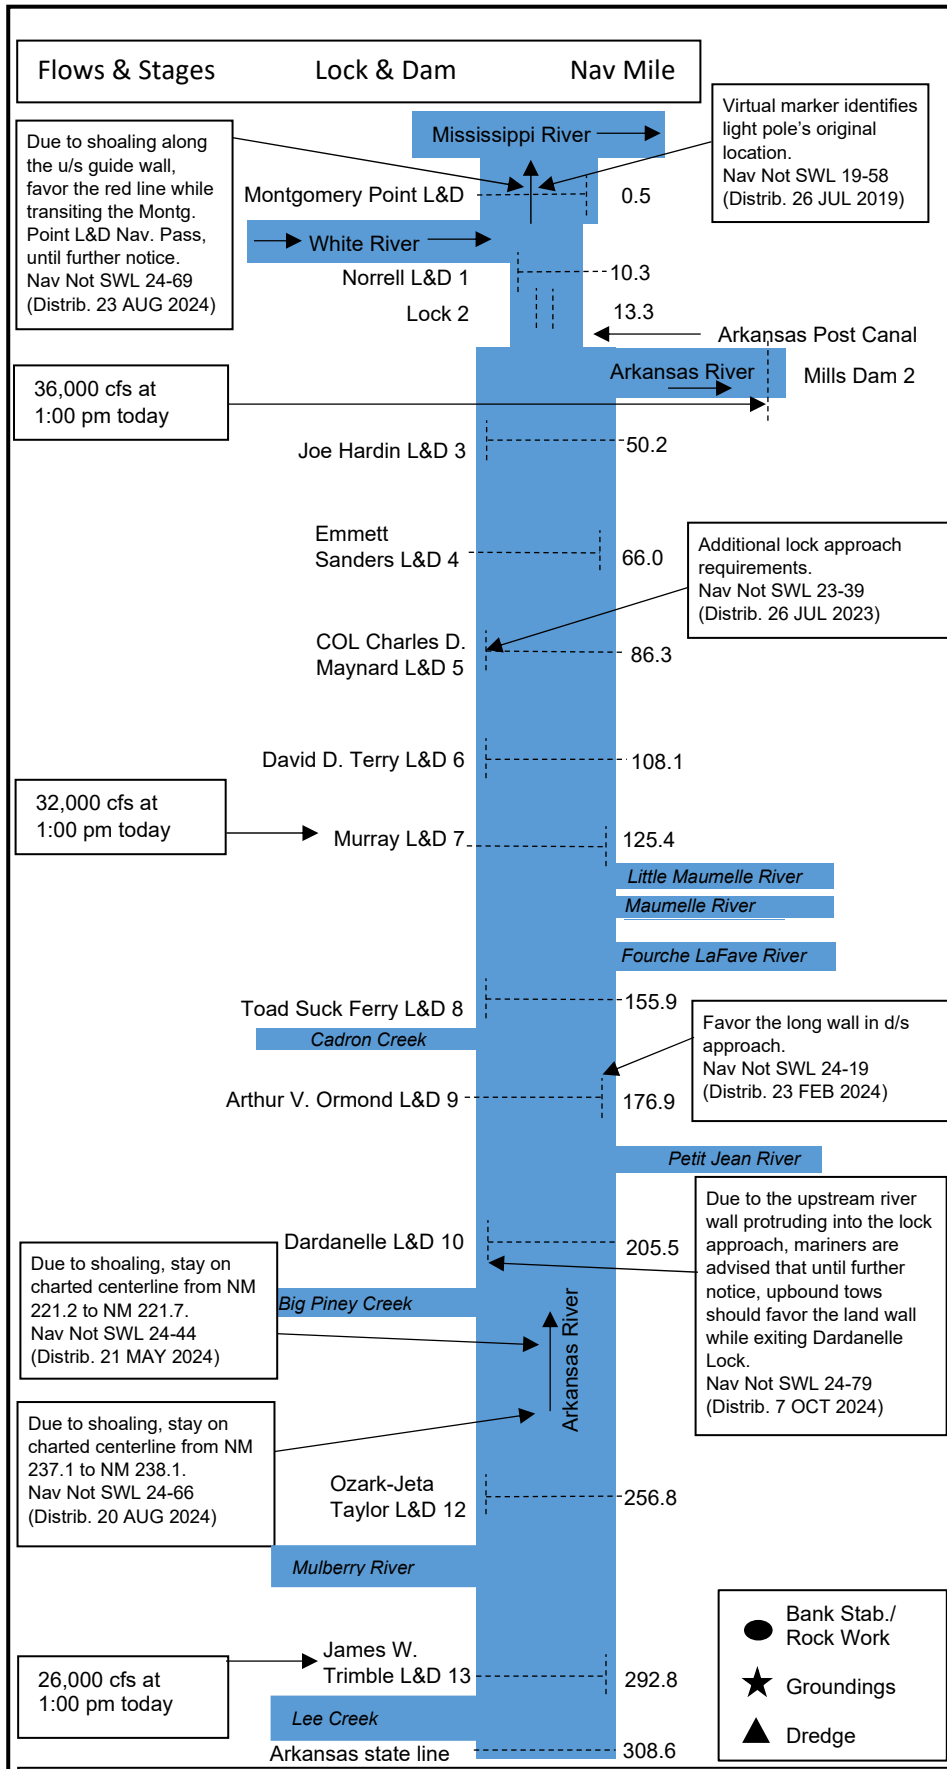 Flows & Stages
Lock & Dam
Nav Mile
Due to shoaling along
the u/s guide wall,
favor the red line while
transiting the Montg.
Point L&D Nav. Pass,
until further notice.
Nav Not SWL 24-69
(Distrib. 23 AUG 2024)
Mississippi River
Virtual marker identifies
light pole's original
location.
Nav Not SWL 19-58
(Distrib. 26 JUL 2019)
Montgomery Point L&D
0.5
White River
Norrell L&D 1
10.3
Lock 2
13.3
Arkansas Post Canal
Arkansas River
Mills Dam 2
36,000 cfs at
1:00 pm today
Joe Hardin L&D 3
50.2
Emmett
Sanders L&D 4
66.0
Additional lock approach
requirements.
Nav Not SWL 23-39
(Distrib. 26 JUL 2023)
COL Charles D.
Maynard L&D 5
86.3
David D. Terry L&D 6
108.1
32,000 cfs at
1:00 pm today
Murray L&D 7
125.4
Little Maumelle River
Maumelle River
Fourche LaFave River
Toad Suck Ferry L&D 8
155.9
Cadron Creek
Favor the long wall in d/s
approach.
Nav Not SWL 24-19
(Distrib. 23 FEB 2024)
Arthur V. Ormond L&D 9
176.9
Petit Jean River
Dardanelle L&D 10
205.5
Due to the upstream river
wall protruding into the lock
approach, mariners are
advised that until further
notice, upbound tows
should favor the land wall
while exiting Dardanelle
Lock.
Nav Not SWL 24-79
(Distrib. 7 OCT 2024)
Due to shoaling, stay on
charted centerline from NM
221.2 to NM 221.7.
Nav Not SWL 24-44
(Distrib. 21 MAY 2024)
Big Piney Creek
Arkansas River
Due to shoaling, stay on
charted centerline from NM
237.1 to NM 238.1.
Nav Not SWL 24-66
(Distrib. 20 AUG 2024)
Ozark-Jeta
Taylor L&D 12
256.8
Mulberry River
26,000 cfs at
1:00 pm today
James W.
Trimble L&D 13
292.8
Lee Creek
Arkansas state line
308.6
Bank Stab./
Rock Work
Groundings
Dredge